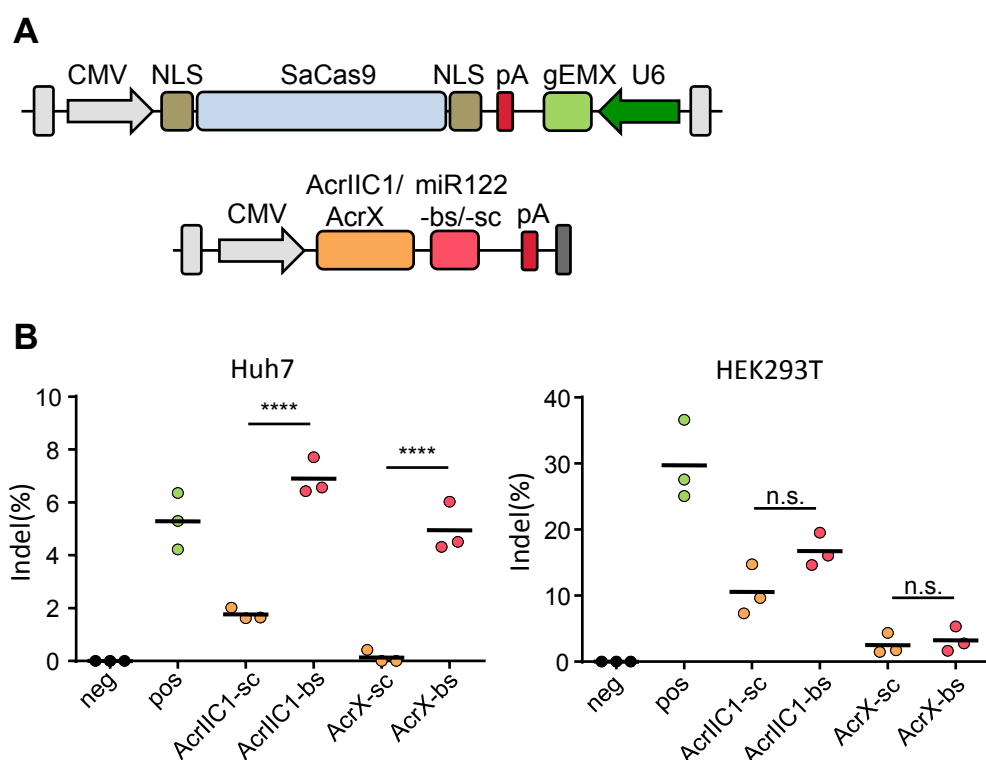 A
CMV NLS SaCas9 NLS pA gEMX U6
AcrIIC1/ miR122
CMV AcrX -bs/-sc pA
B
Huh7
Indel(%)
10
8
6
4
2
0
****
****
neg
pos
AcrIIC1-sc
AcrIIC1-bs
AcrX-sc
AcrX-bs
HEK293T
Indel(%)
40
30
20
10
0
n.s.
n.s.
neg
pos
AcrIIC1-sc
AcrIIC1-bs
AcrX-sc
AcrX-bs